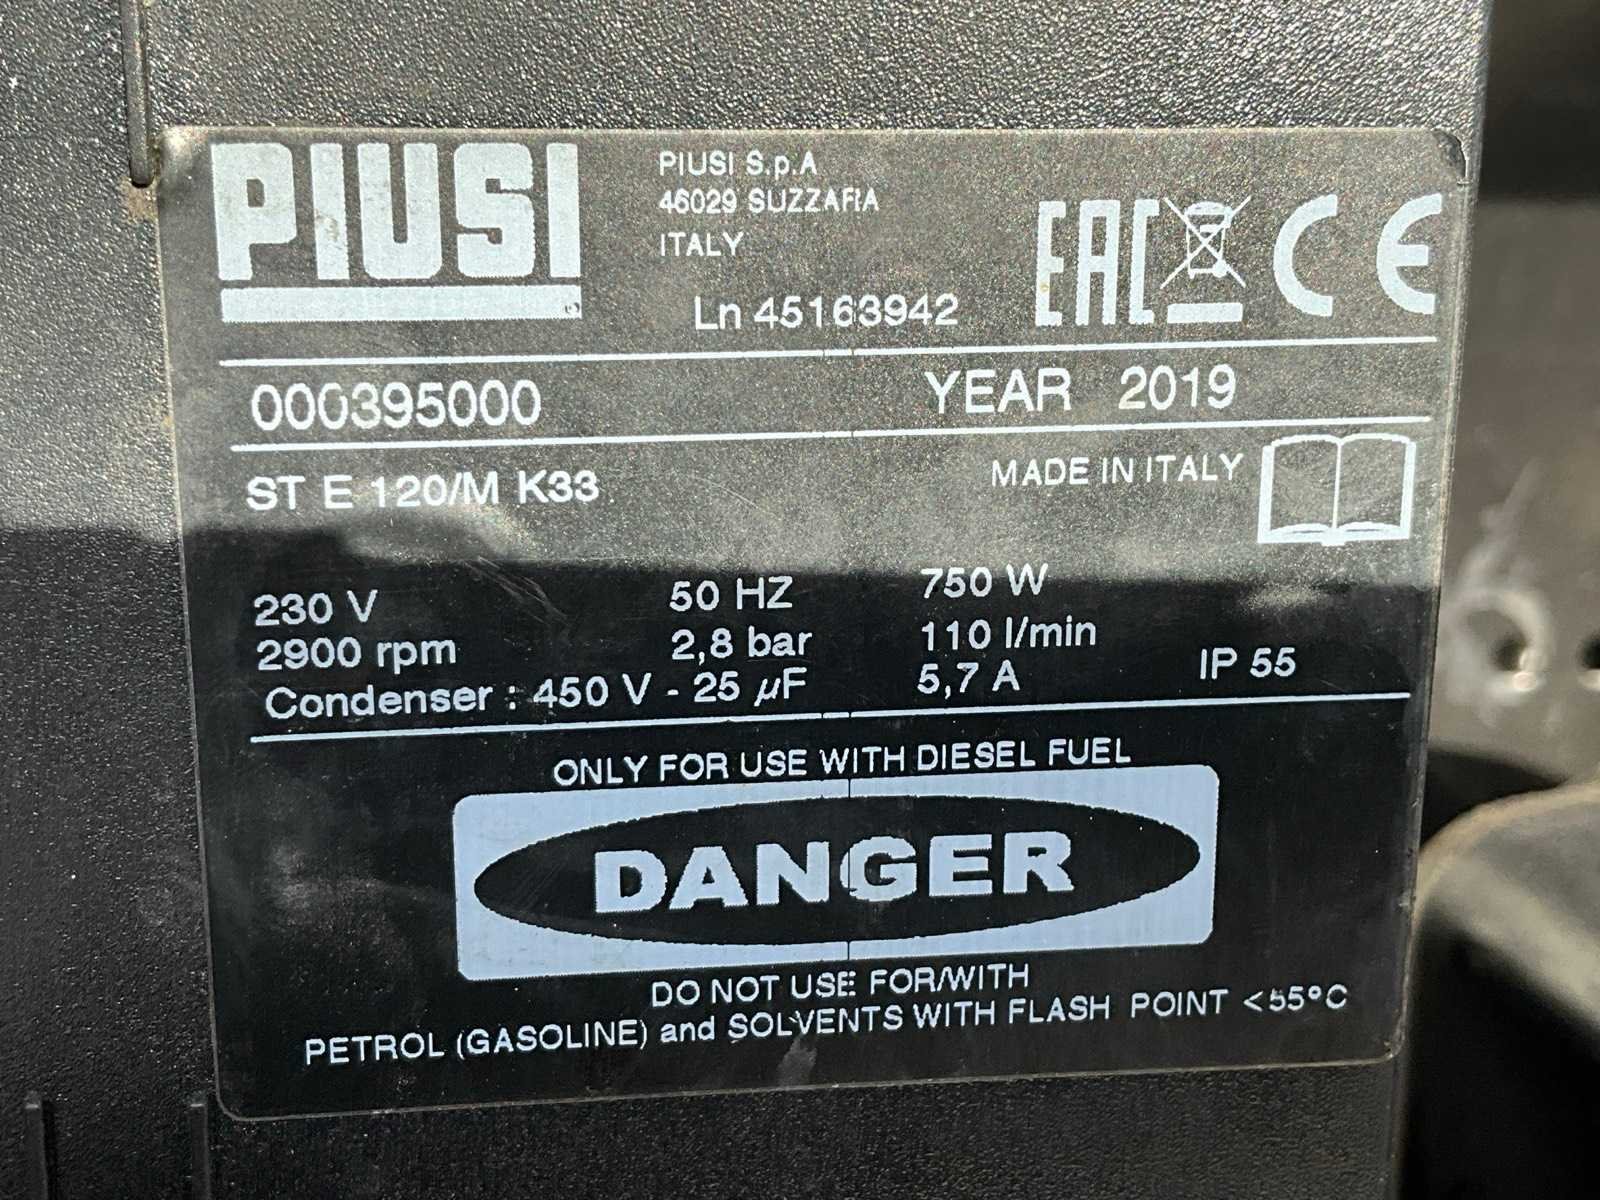 PIUSI
PIUSI S.p.A
46029 SUZZARA
ITALY
Ln 45163942
EAC CE
000395000
YEAR 2019
ST E 120/M K33
MADE IN ITALY
230 V 50 HZ 750 W
2900 rpm 2,8 bar 110 l/min
Condenser : 450 V - 25 µF 5,7 A IP 55
ONLY FOR USE WITH DIESEL FUEL
DANGER
DO NOT USE FOR/WITH
PETROL (GASOLINE) and SOLVENTS WITH FLASH POINT <55°C